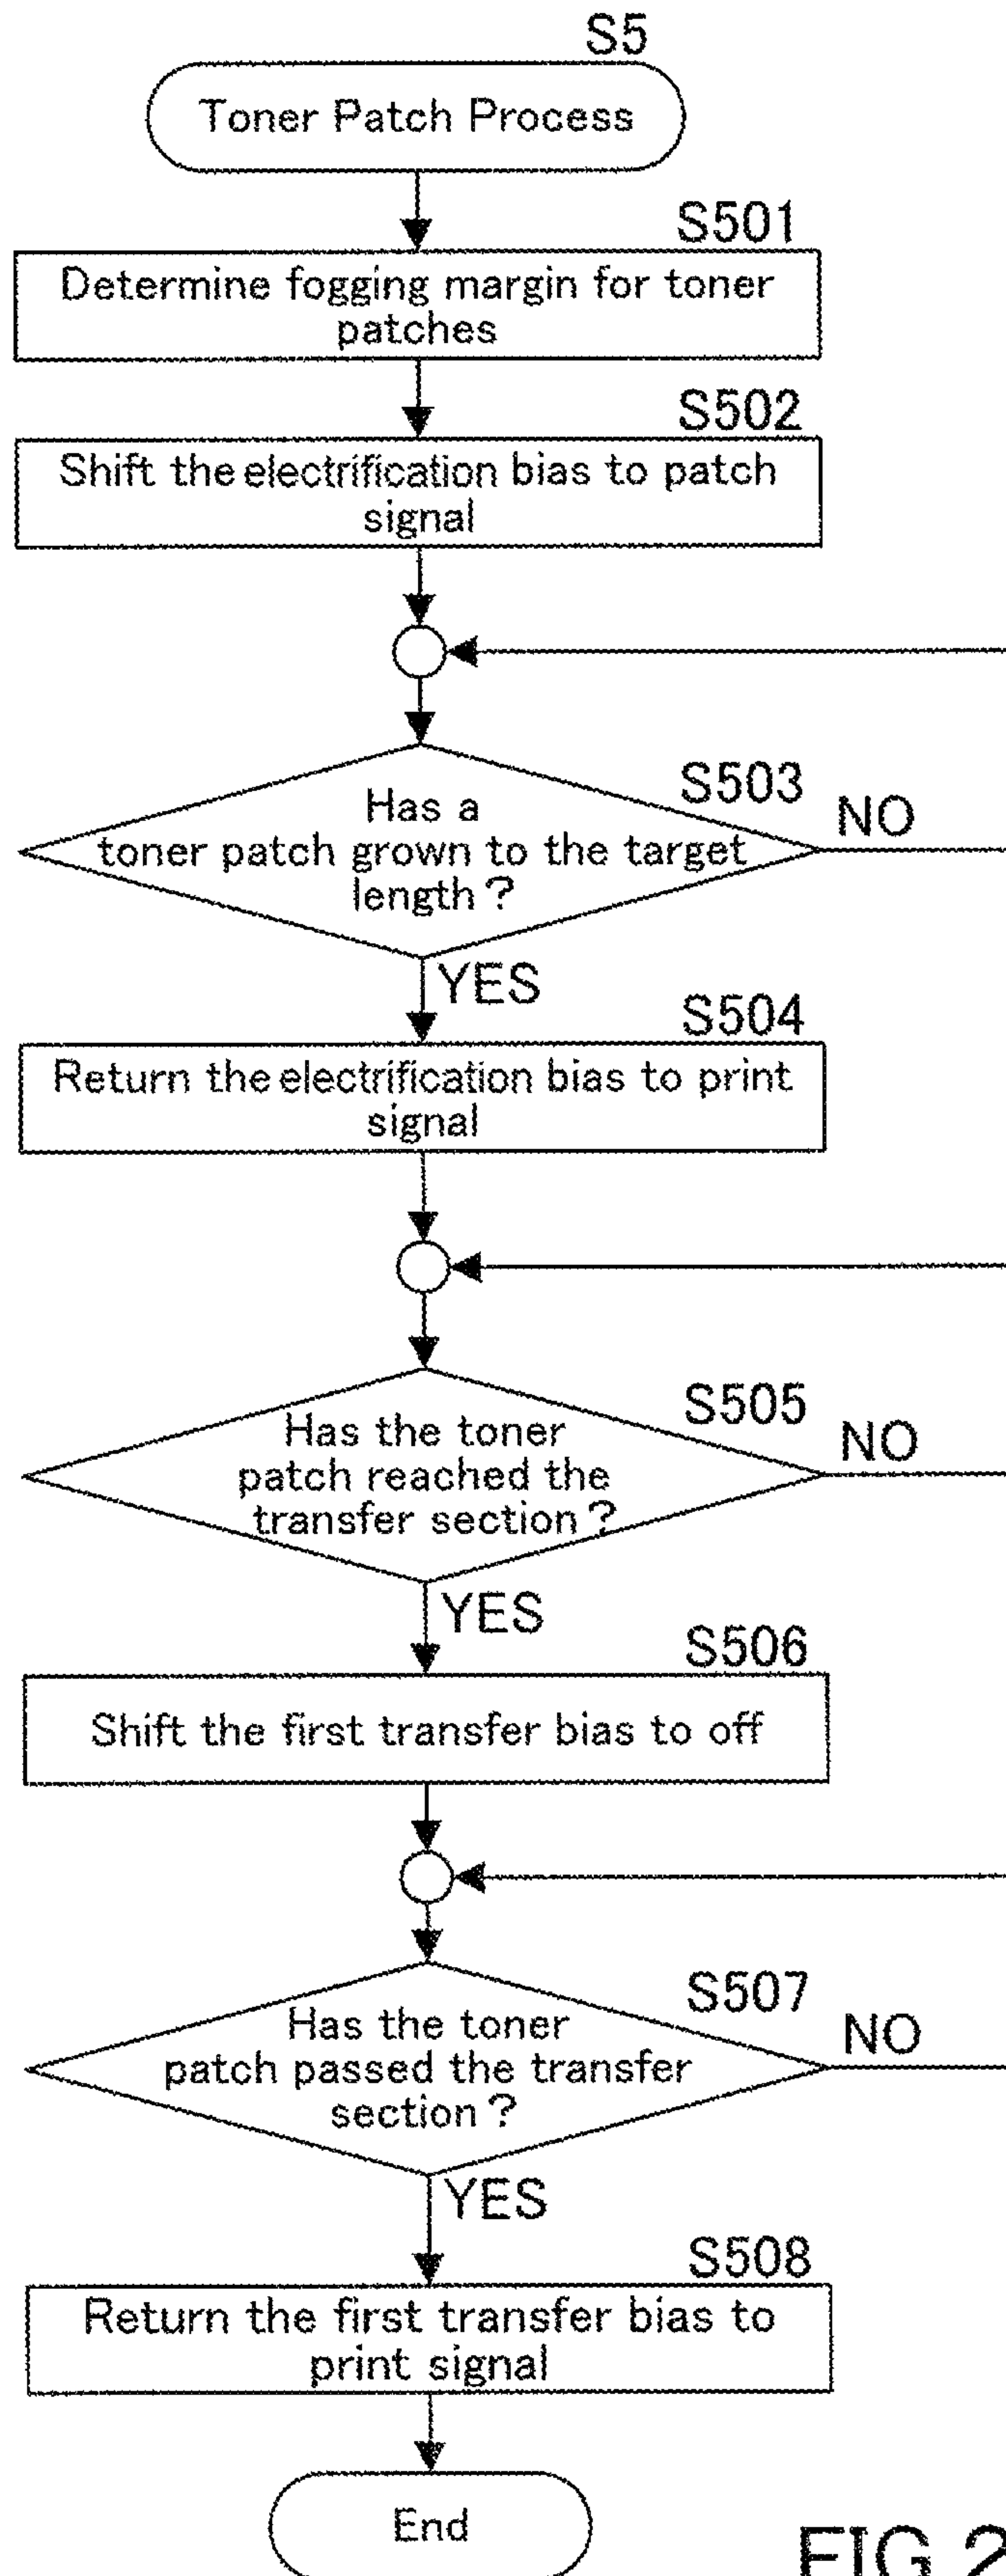 S5
Toner Patch Process
S501
Determine fogging margin for toner
patches
S502
Shift the electrification bias to patch
signal
S503
Has a
toner patch grown to the target
length?
NO
YES
S504
Return the electrification bias to print
signal
S505
Has the toner
patch reached the
transfer section?
NO
YES
S506
Shift the first transfer bias to off
S507
Has the toner
patch passed the transfer
section?
NO
YES
S508
Return the first transfer bias to
print signal
End
FIG.2